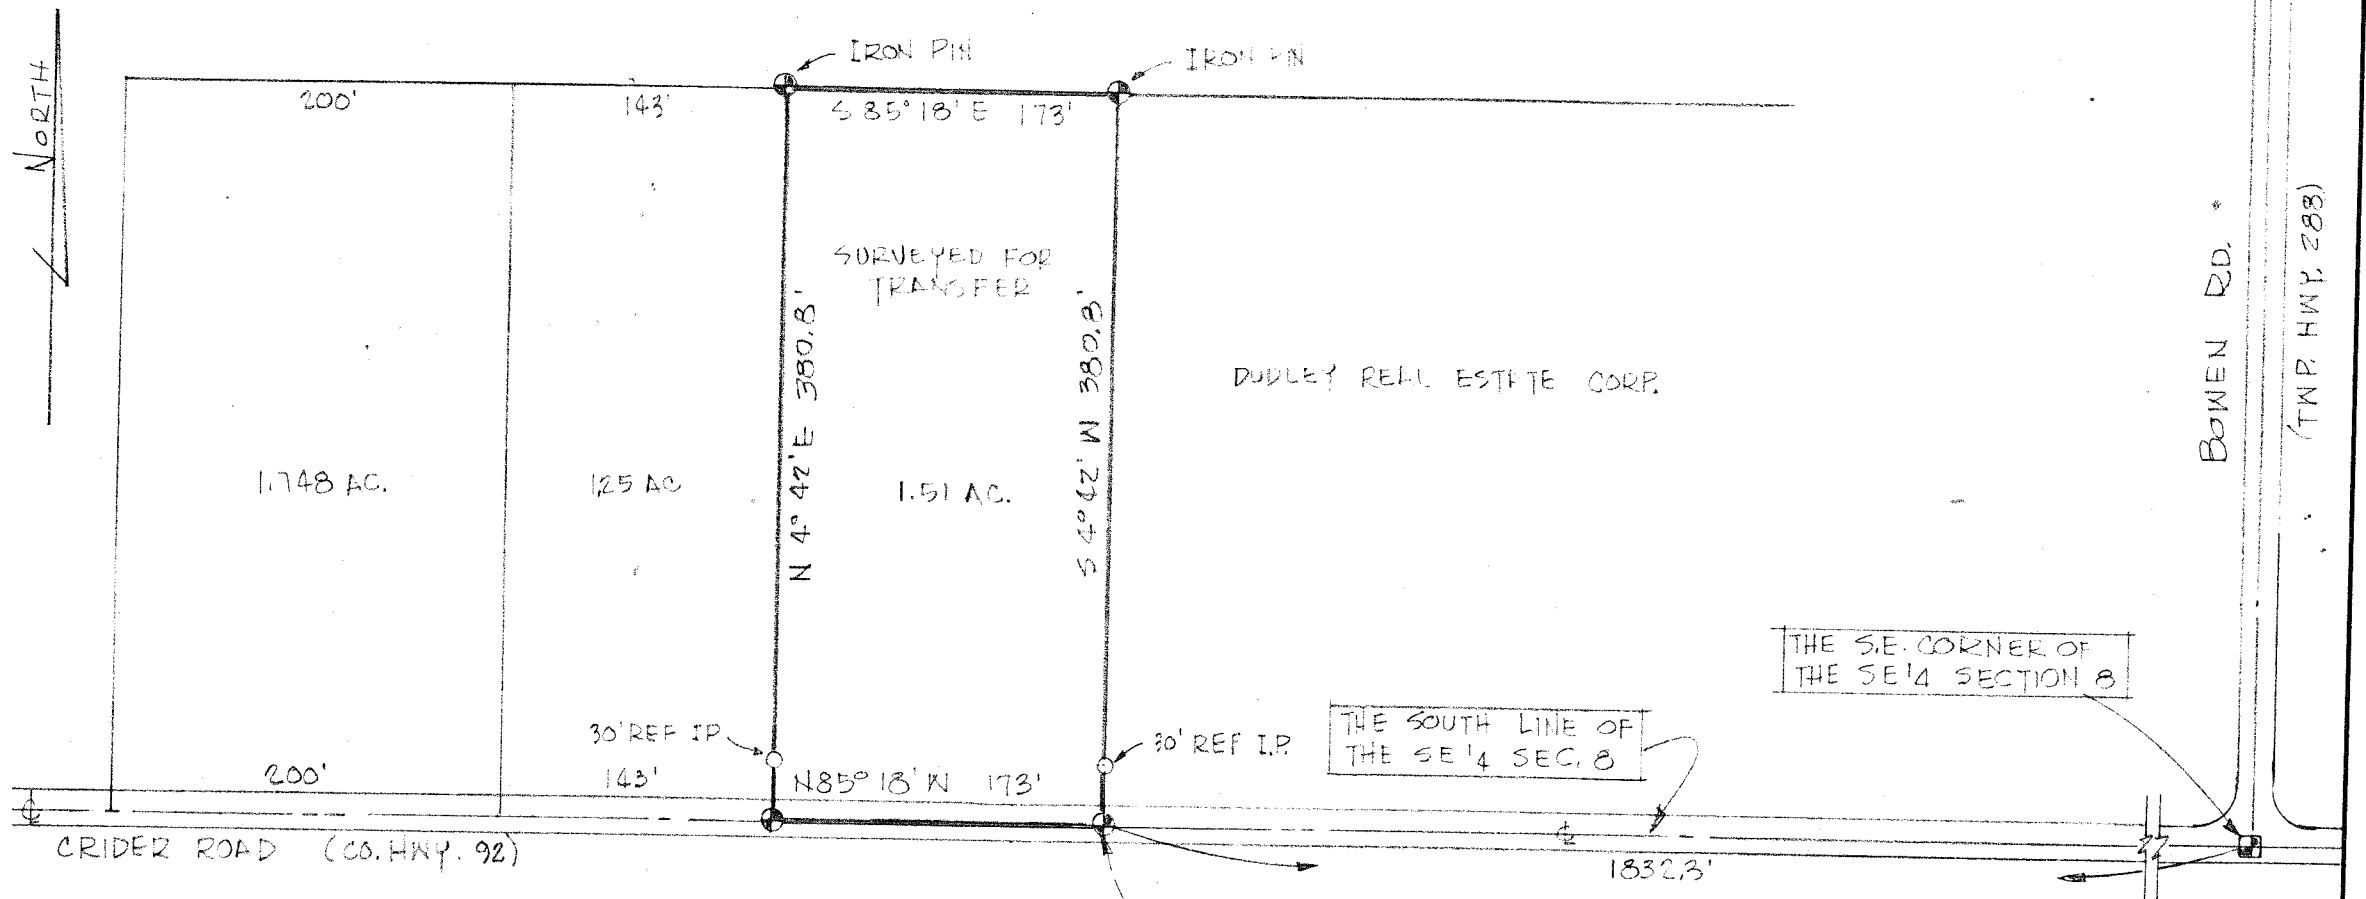 NORTH
IRON PIN
IRON PIN
200'
143'
S 85° 18' E 173'
SURVEYED FOR
TRANSFER
N 4° 42' E 380.8'
S 4° 42' W 380.8'
DUDLEY REAL ESTATE CORP.
BOWEN RD.
(TWP. HWY. 288)
1.748 AC.
1.25 AC
1.51 AC.
THE S.E. CORNER OF
THE SE 1/4 SECTION 8
THE SOUTH LINE OF
THE SE 1/4 SEC. 8
30' REF I.P.
30' REF I.P.
200'
143'
N85° 18' W 173'
℄
℄
CRIDER ROAD (CO. HWY. 92)
1832.3'